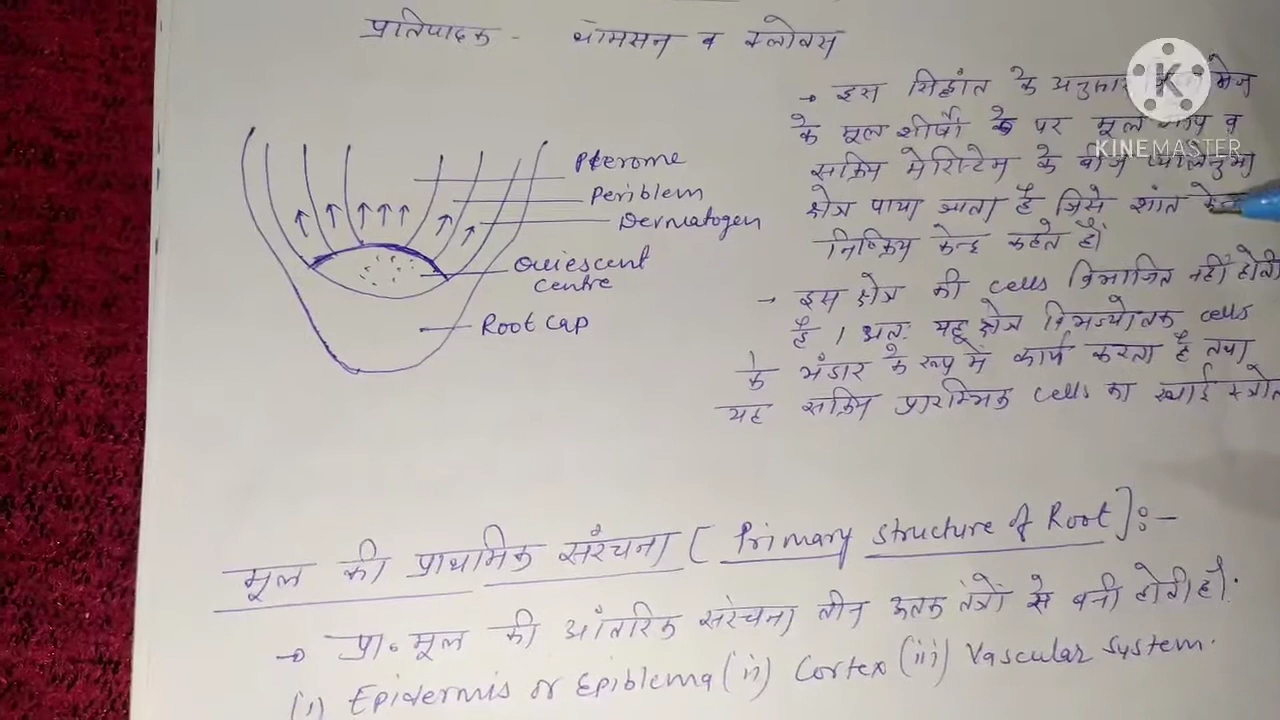 प्रतिपादक - थॉमसन व क्लोवस
→ इस सिद्धांत के अनुसार
के मूल शीर्षों के पर मूल गोप व
सक्रिय मेरिस्टेम के बीच प्यालेनुमा
क्षेत्र पाया जाता है जिसे शांत
निष्क्रिय केन्द्र कहते हैं।
→ इस क्षेत्र की cells विभाजित नहीं होती
है। अतः यह क्षेत्र विभज्योतक cells
के भंडार के रूप में कार्य करता है तथा
यह सक्रिय प्रारम्भिक cells का स्थाई स्त्रोत
Plerome
Periblem
Dermatogen
Quiescent
centre
Root cap
मूल की प्राथमिक संरचना [Primary structure of Root]:-
→ प्रा॰ मूल की आंतरिक संरचना तीन ऊतक तंत्रों से बनी होती है।
(i) Epidermis or Epiblema (ii) Cortex (iii) Vascular system.
K
KINEMASTER